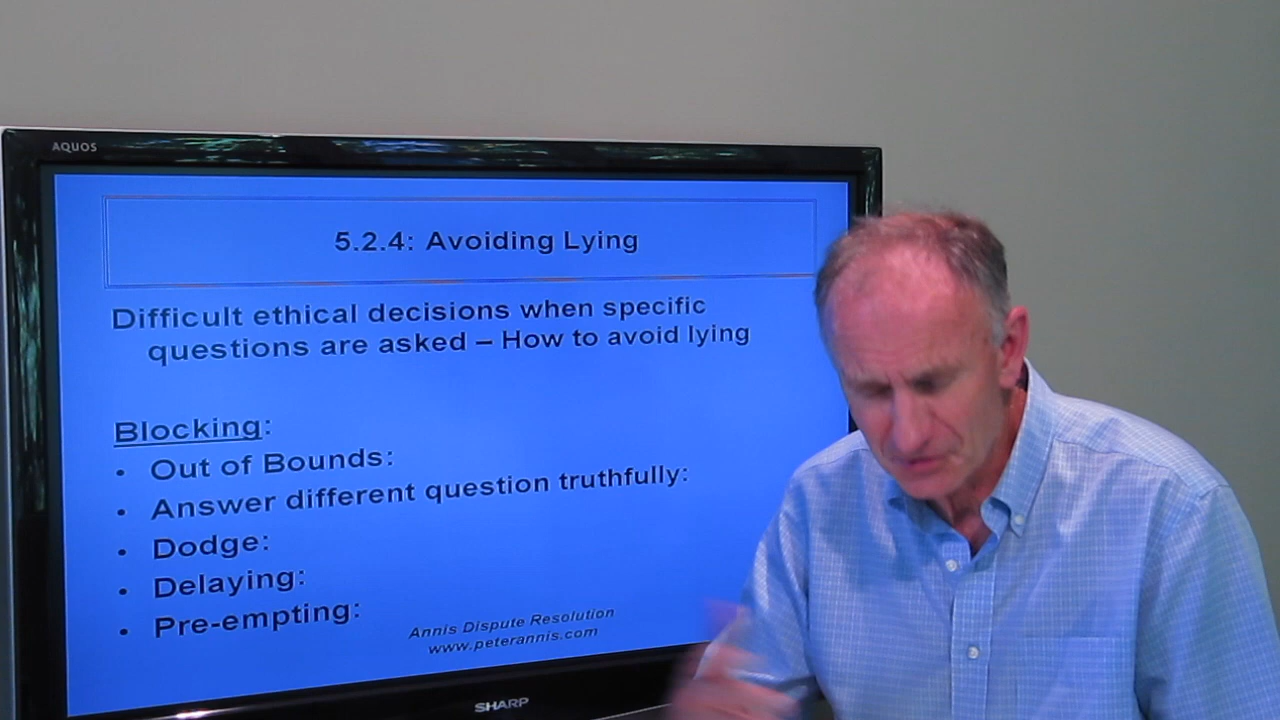 AQUOS
5.2.4: Avoiding Lying
Difficult ethical decisions when specific
questions are asked – How to avoid lying
Blocking:
• Out of Bounds:
• Answer different question truthfully:
• Dodge:
• Delaying:
• Pre-empting:
Annis Dispute Resolution
www.peterannis.com
SHARP